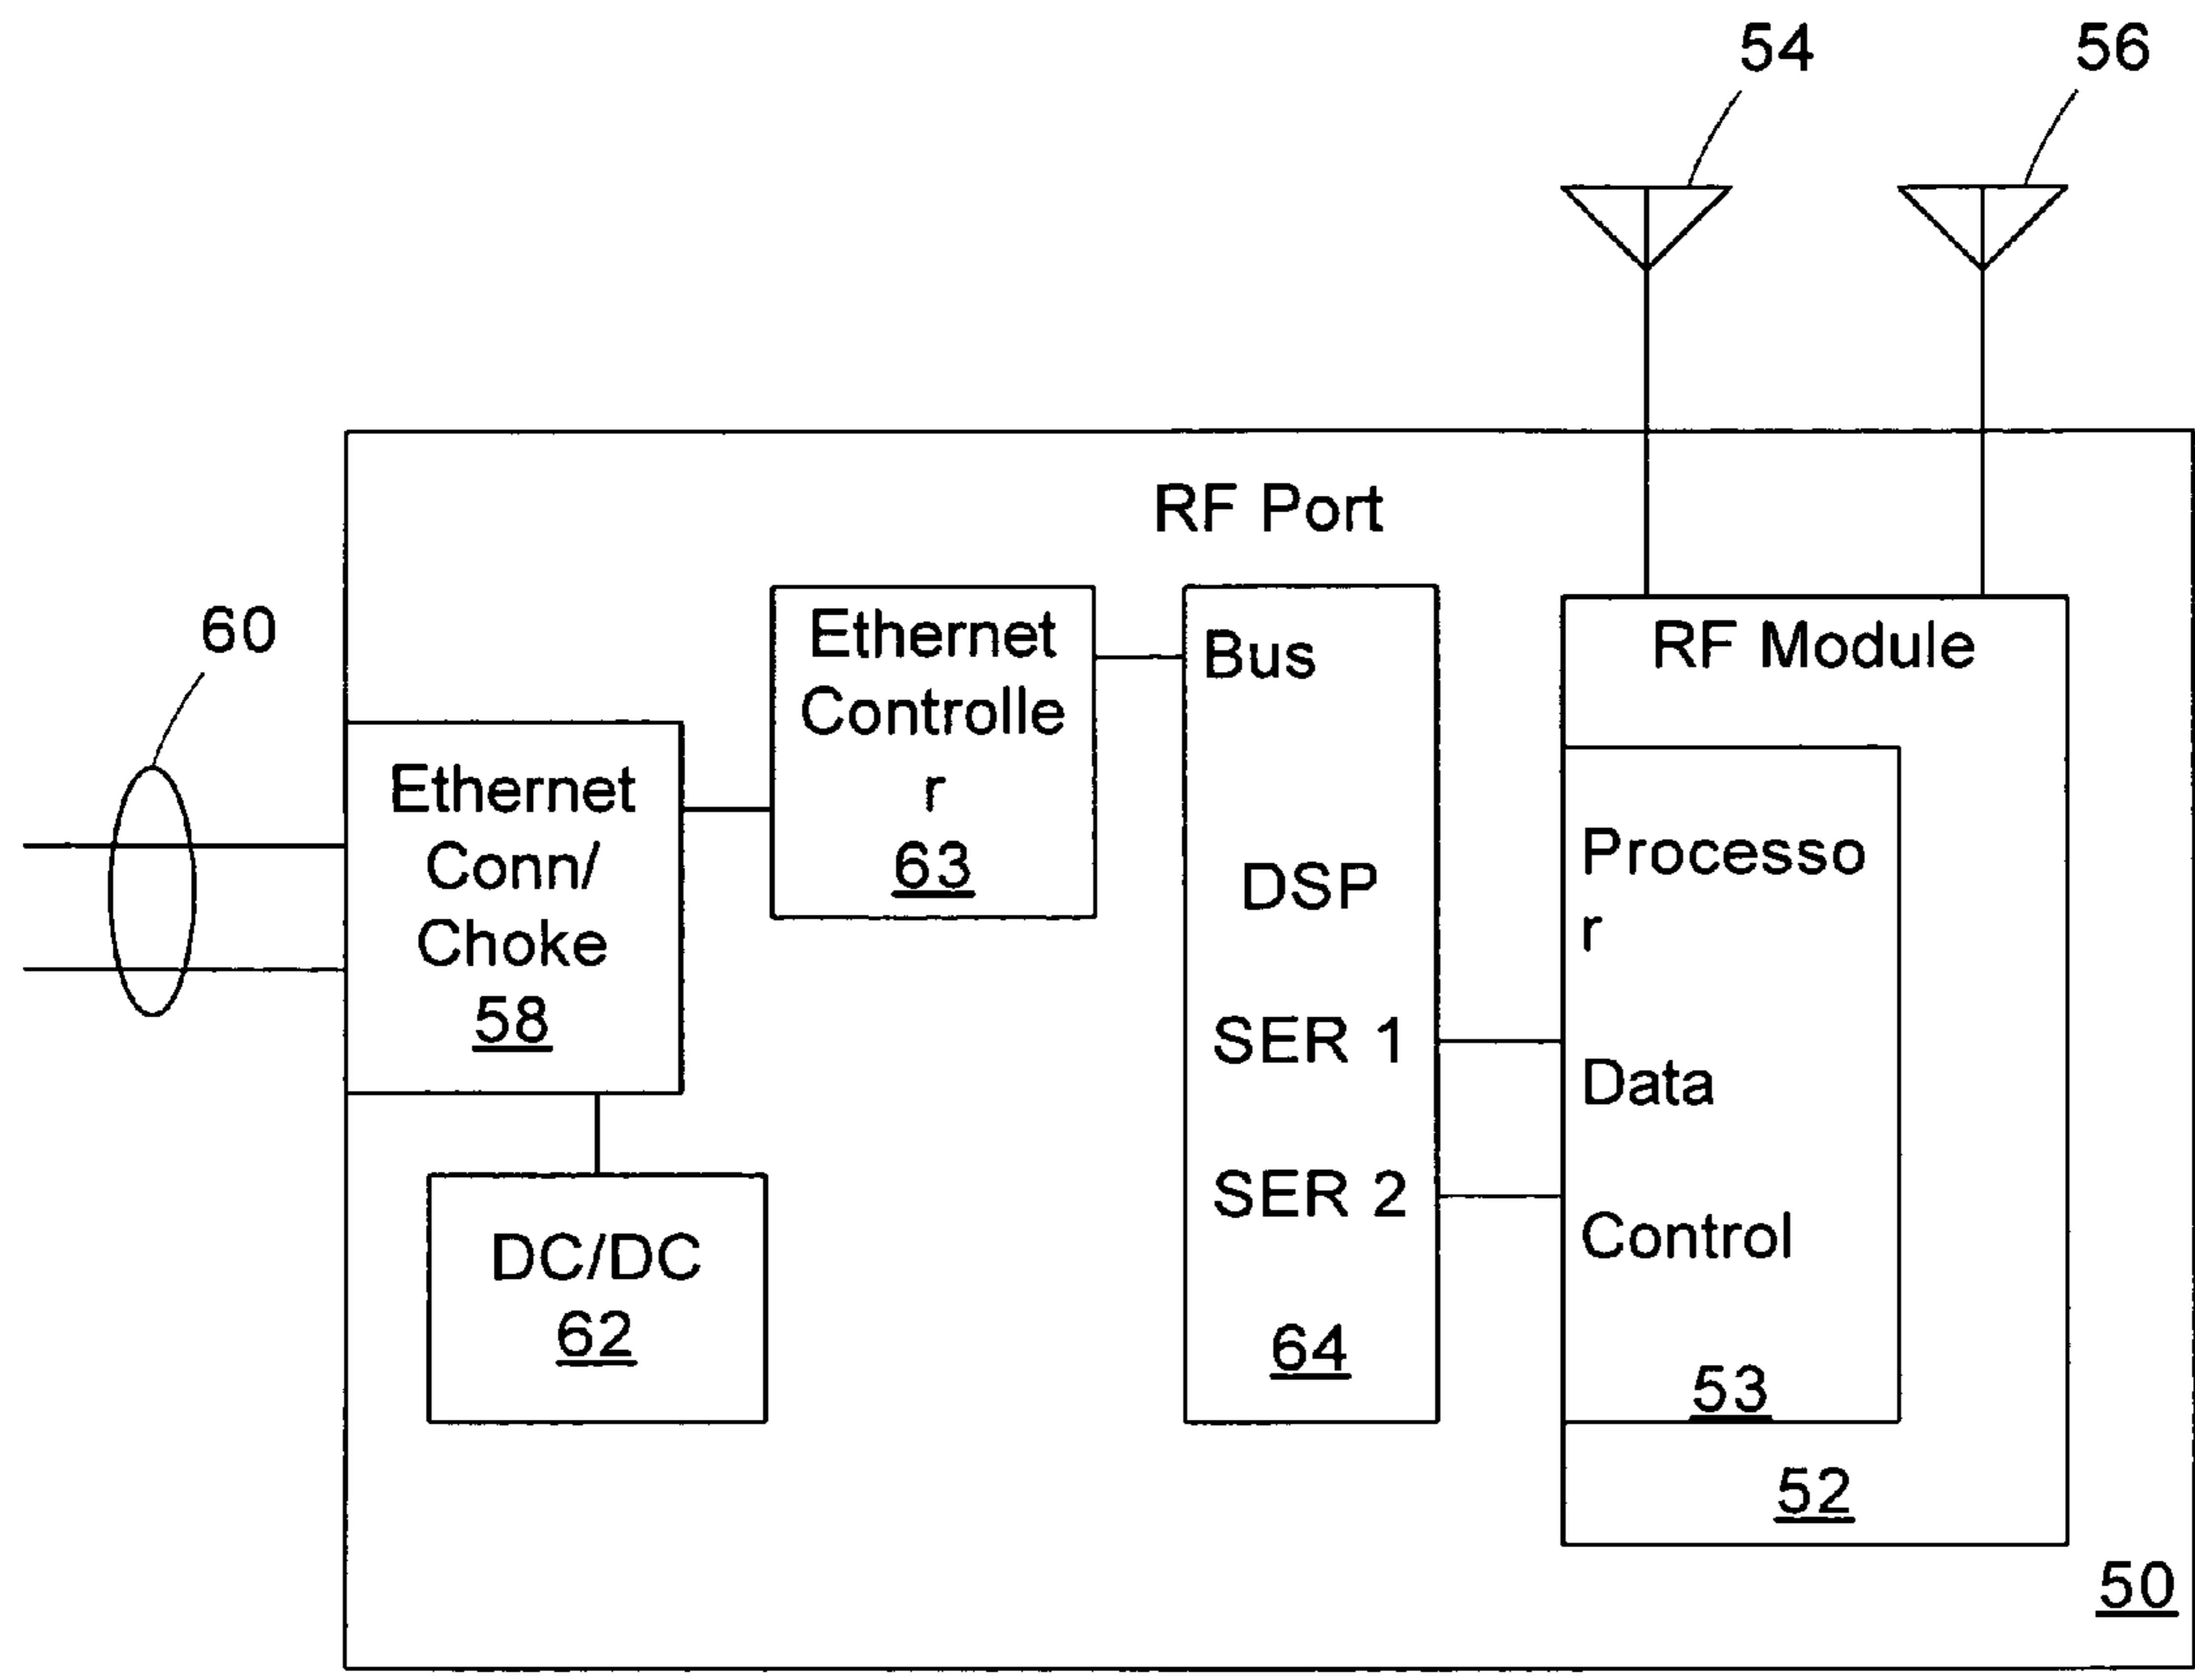 54
56
RF Port
60
Ethernet
Controlle
r
63
Bus
DSP
SER 1
SER 2
64
RF Module
Processo
r
Data
Control
53
52
Ethernet
Conn/
Choke
58
DC/DC
62
50